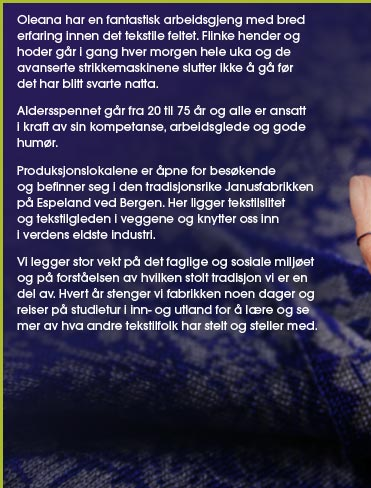 Oleana har en fantastisk arbeidsgjeng med bred
erfaring innen det tekstile feltet. Flinke hender og
hoder går i gang hver morgen hele uka og de
avanserte strikkemaskinene slutter ikke å gå før
det har blitt svarte natta.
Aldersspennet går fra 20 til 75 år og alle er ansatt
i kraft av sin kompetanse, arbeidsglede og gode
humør.
Produksjonslokalene er åpne for besøkende
og befinner seg i den tradisjonsrike Janusfabrikken
på Espeland ved Bergen. Her ligger tekstilslitet
og tekstilgleden i veggene og knytter oss inn
i verdens eldste industri.
Vi legger stor vekt på det faglige og sosiale miljøet
og på forståelsen av hvilken stolt tradisjon vi er en
del av. Hvert år stenger vi fabrikken noen dager og
reiser på studietur i inn- og utland for å lære og se
mer av hva andre tekstilfolk har stelt og steller med.